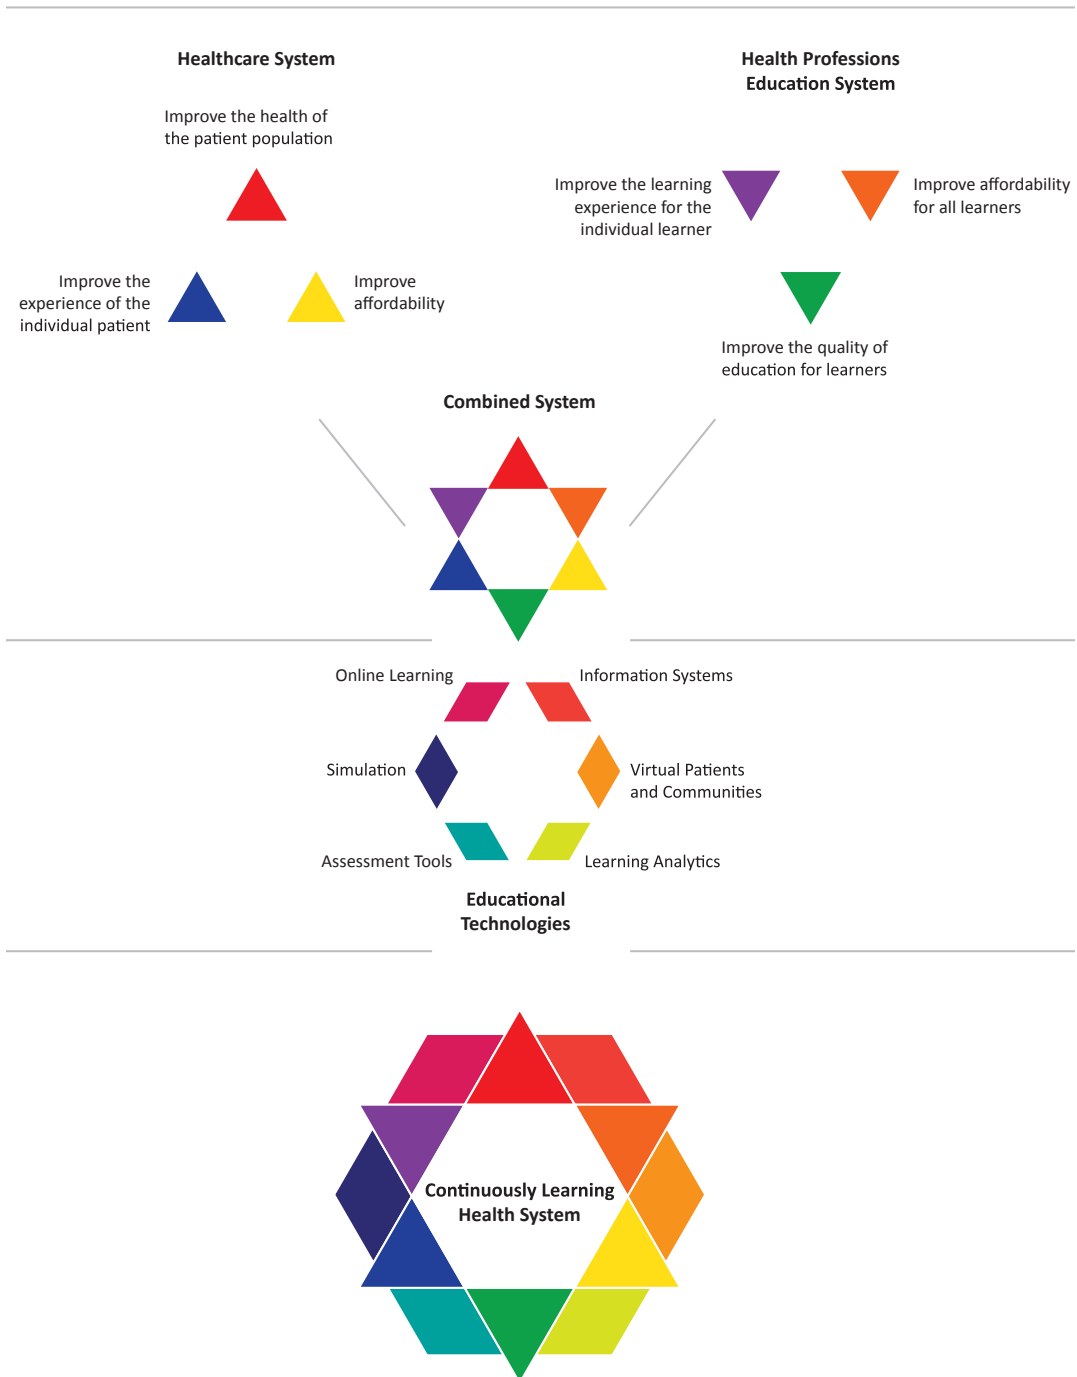 Healthcare System
Improve the health of
the patient population
Improve the
experience of the
individual patient
Improve
affordability
Health Professions
Education System
Improve the learning
experience for the
individual learner
Improve affordability
for all learners
Improve the quality of
education for learners
Combined System
Online Learning
Information Systems
Simulation
Virtual Patients
and Communities
Assessment Tools
Learning Analytics
Educational
Technologies
Continuously Learning
Health System